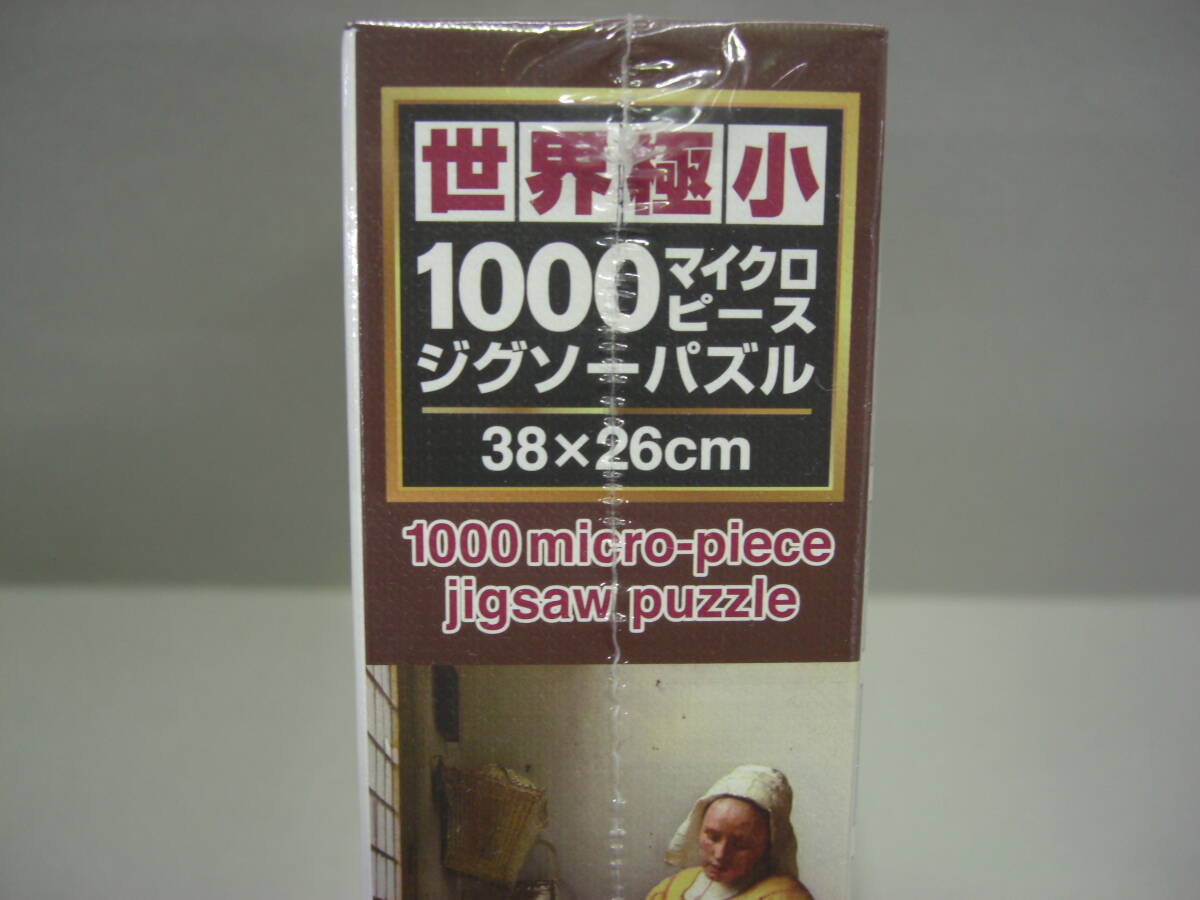 世界極小
1000マイクロ
ピース
ジグソーパズル
38×26cm
1000 micro-piece
jigsaw puzzle